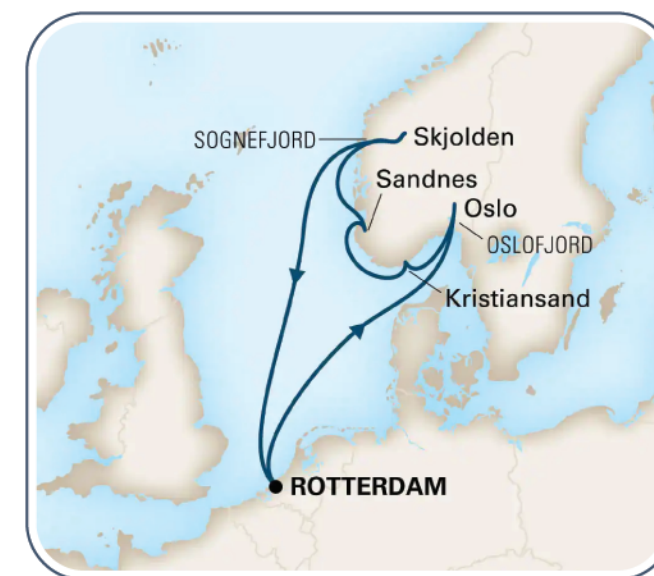 SOGNEFJORD
Skjolden
Sandnes
Oslo
OSLOFJORD
Kristiansand
ROTTERDAM